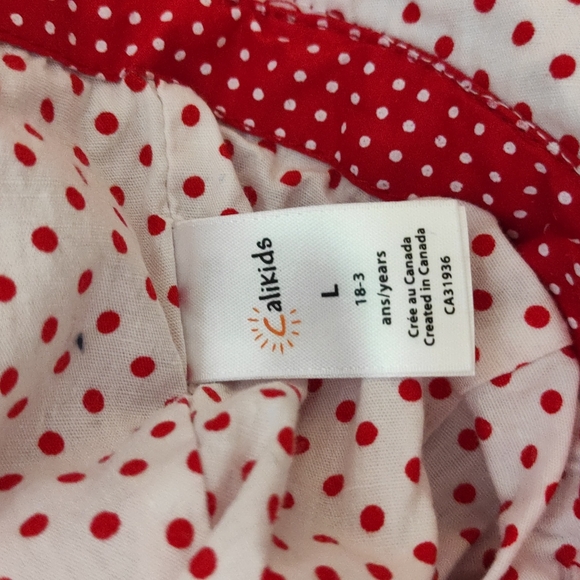 Calikids
L
18-3
ans/years
Crée au Canada
Created in Canada
CA31936